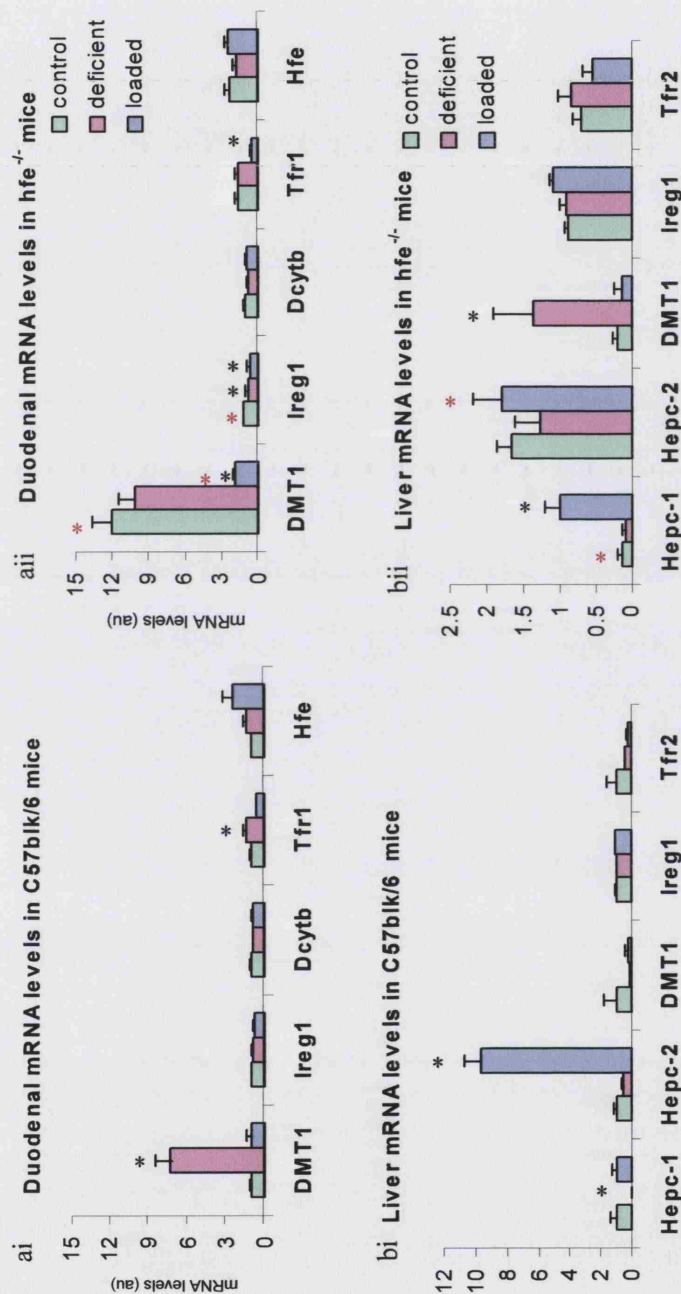 ai Duodenal mRNA levels in C57blk/6 mice
mRNA levels (au)
15
12
9
6
3
0
*
*
DMT1 Ireg1 Dcytb Tfr1 Hfe
aii Duodenal mRNA levels in hfe-/- mice
control
deficient
loaded
mRNA levels (au)
15
12
9
6
3
0
* * * * * * *
DMT1 Ireg1 Dcytb Tfr1 Hfe
bi Liver mRNA levels in C57blk/6 mice
12
10
8
6
4
2
0
* *
Hepc-1 Hepc-2 DMT1 Ireg1 Tfr2
bii Liver mRNA levels in hfe-/- mice
control
deficient
loaded
2.5
2
1.5
1
0.5
0
* * * *
Hepc-1 Hepc-2 DMT1 Ireg1 Tfr2